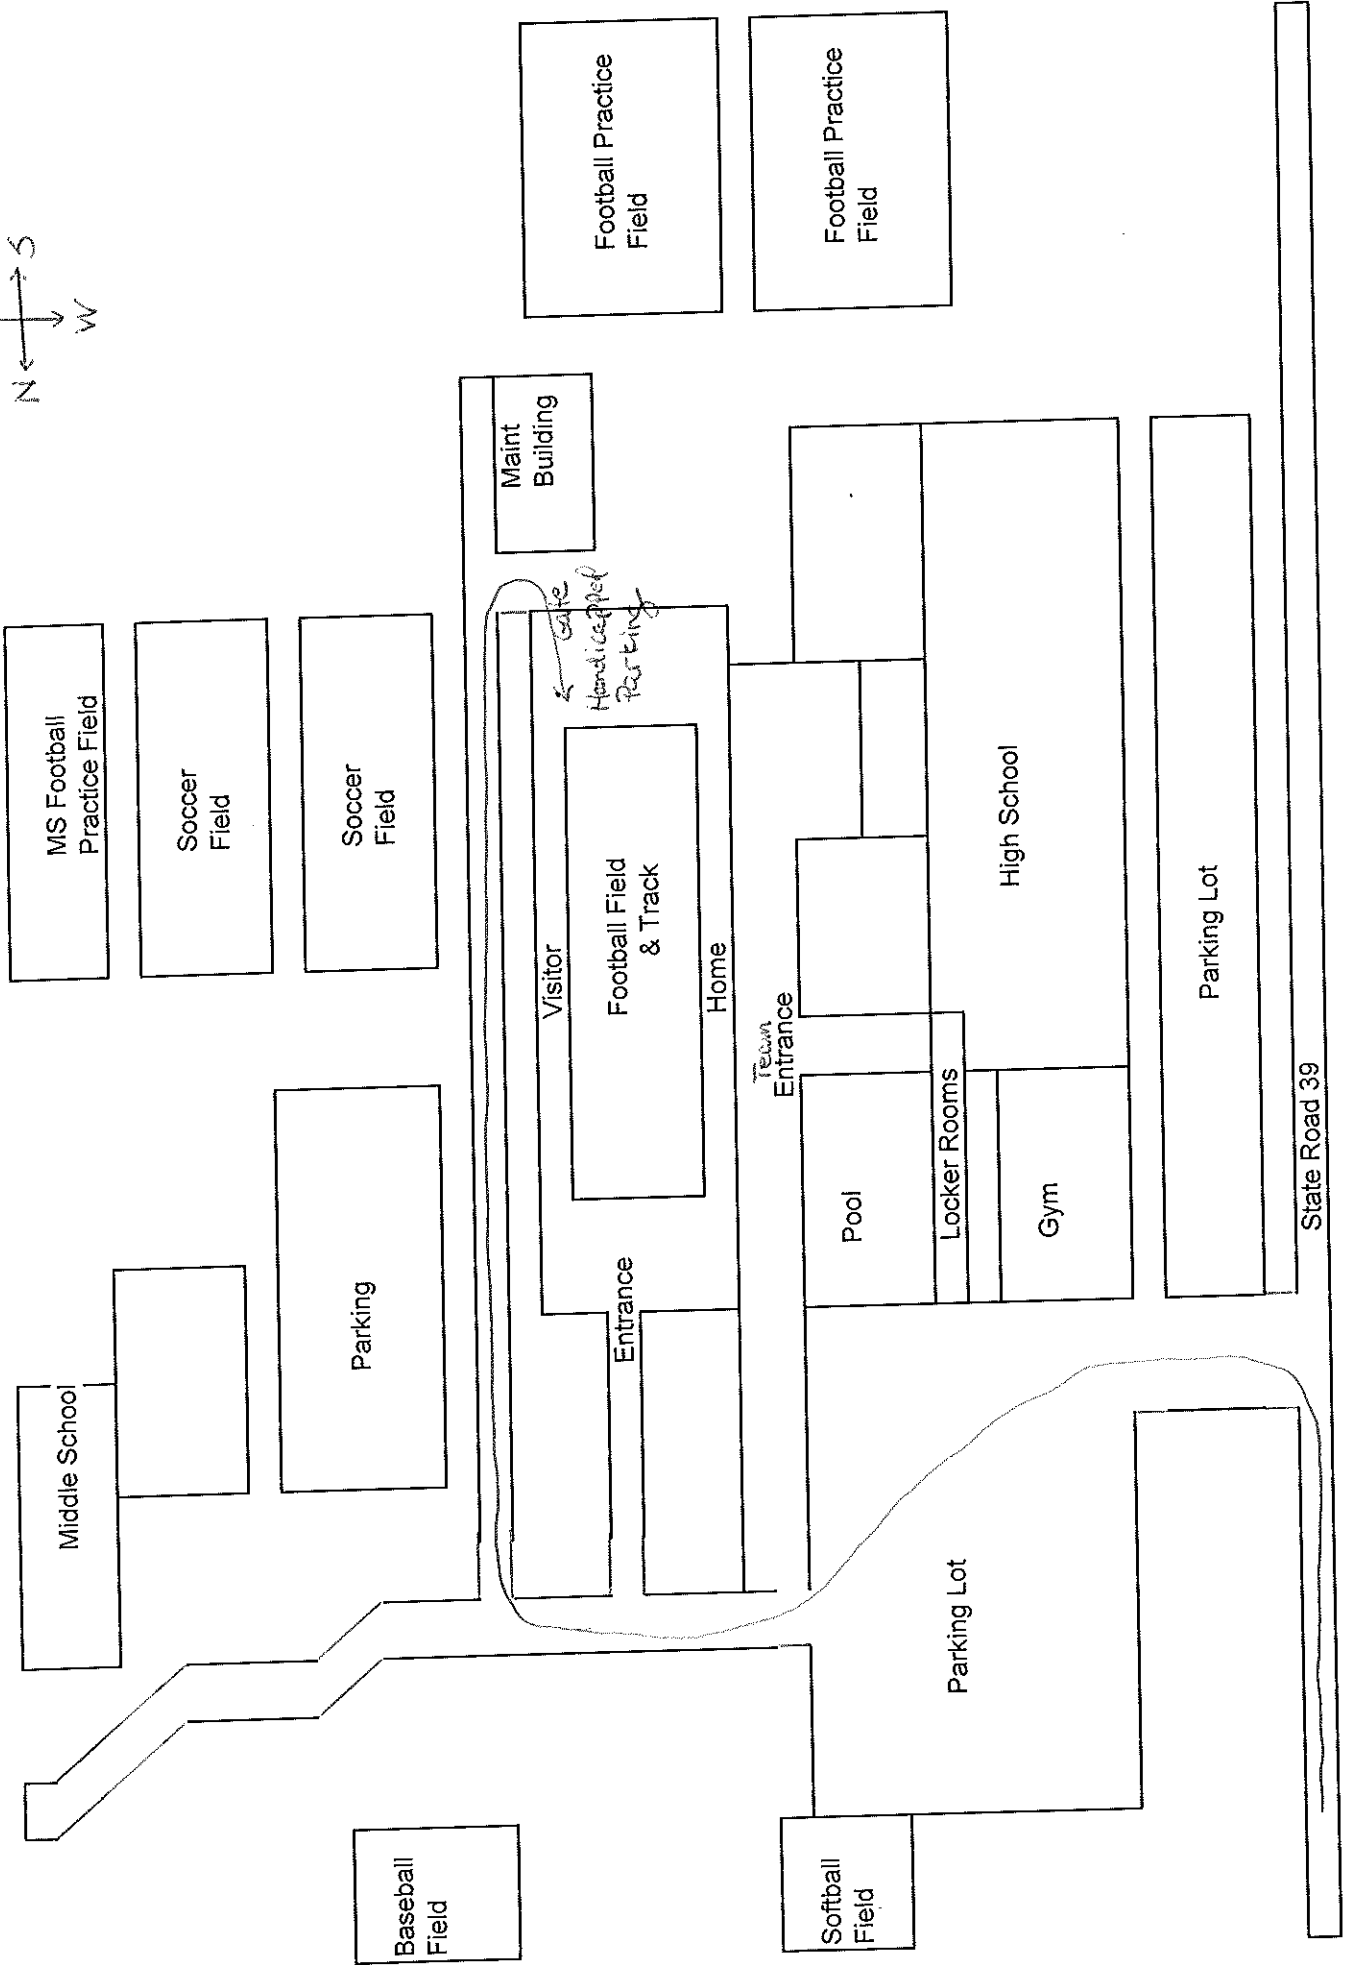 N
S
W
MS Football
Practice Field
Soccer
Field
Soccer
Field
Football Practice
Field
Football Practice
Field
Maint
Building
Gate
Handicapped
Parking
Middle School
Parking
Visitor
Football Field
& Track
Home
Entrance
Team
Entrance
Pool
Locker Rooms
Gym
High School
Parking Lot
Parking Lot
Baseball
Field
Softball
Field
State Road 39